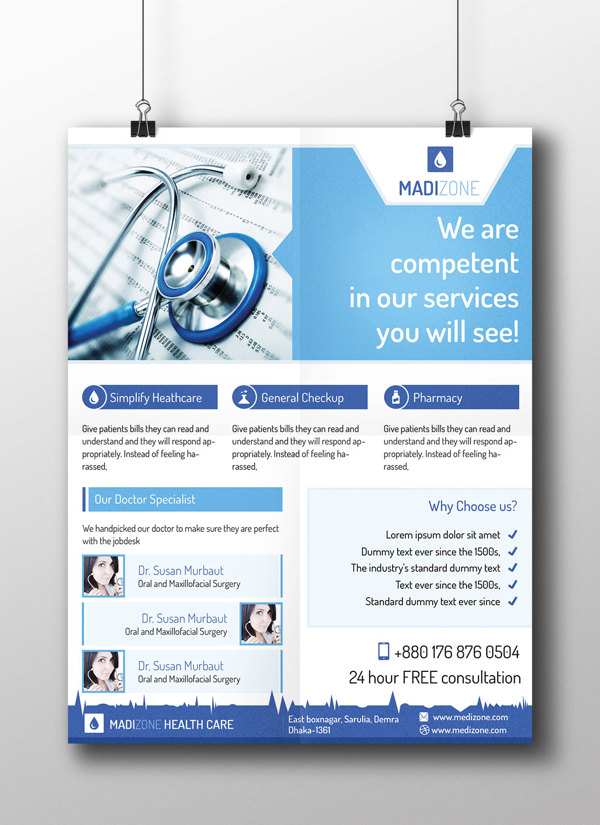 MADIZONE
We are
competent
in our services
you will see!
Simplify Heathcare
Give patients bills they can read and
understand and they will respond ap-
propriately. Instead of feeling ha-
rassed,
General Checkup
Give patients bills they can read and
understand and they will respond ap-
propriately. Instead of feeling ha-
rassed,
Pharmacy
Give patients bills they can read and
understand and they will respond ap-
propriately. Instead of feeling ha-
rassed,
Our Doctor Specialist
We handpicked our doctor to make sure they are perfect
with the jobdesk
Dr. Susan Murbaut
Oral and Maxillofacial Surgery
Dr. Susan Murbaut
Oral and Maxillofacial Surgery
Dr. Susan Murbaut
Oral and Maxillofacial Surgery
Why Choose us?
Lorem ipsum dolor sit amet
Dummy text ever since the 1500s,
The industry's standard dummy text
Text ever since the 1500s,
Standard dummy text ever since
+880 176 876 0504
24 hour FREE consultation
MADIZONE HEALTH CARE
East boxnagar, Sarulia, Demra
Dhaka-1361
www.medizone.com
www.medizone.com